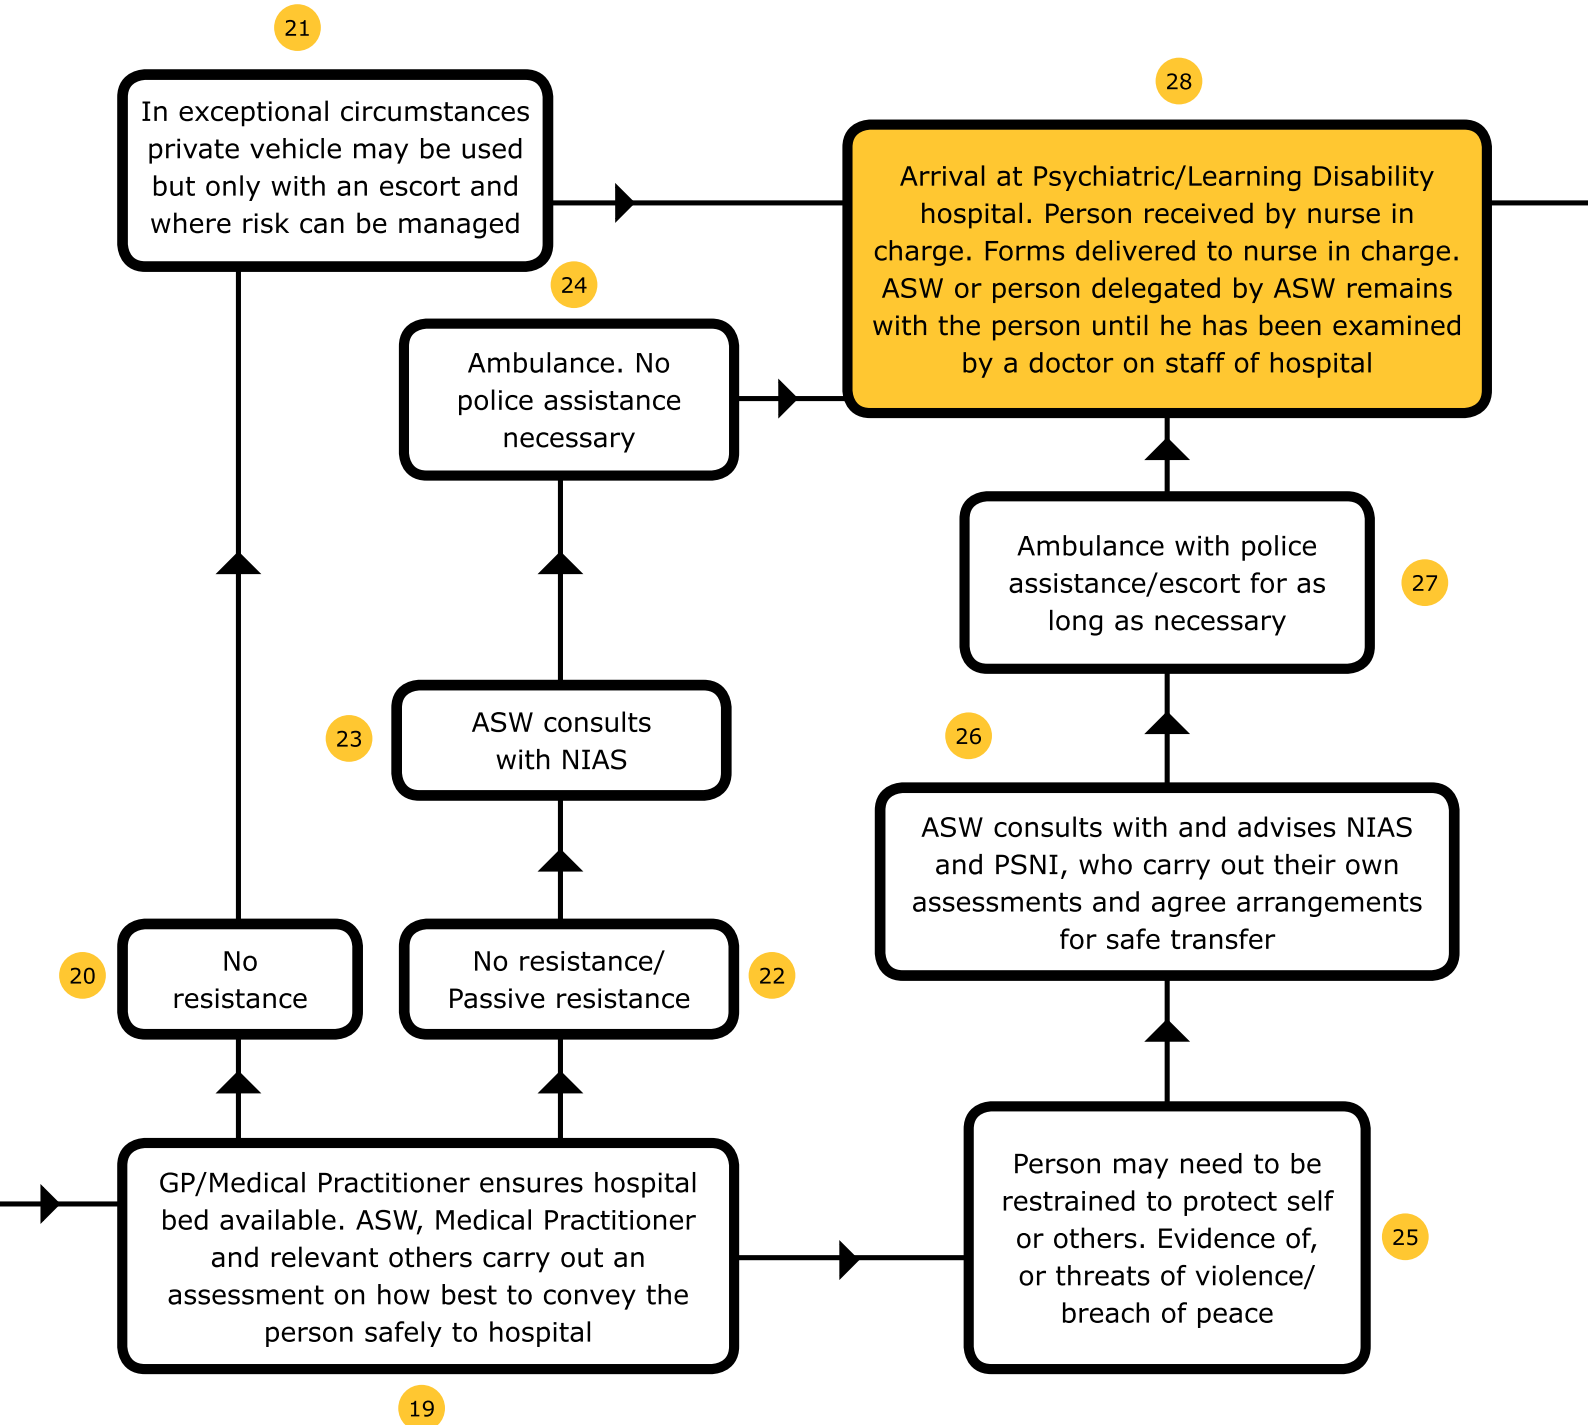 21
In exceptional circumstances
private vehicle may be used
but only with an escort and
where risk can be managed
28
Arrival at Psychiatric/Learning Disability
hospital. Person received by nurse in
charge. Forms delivered to nurse in charge.
ASW or person delegated by ASW remains
with the person until he has been examined
by a doctor on staff of hospital
24
Ambulance. No
police assistance
necessary
Ambulance with police
assistance/escort for as
long as necessary
27
23
ASW consults
with NIAS
26
ASW consults with and advises NIAS
and PSNI, who carry out their own
assessments and agree arrangements
for safe transfer
20
No
resistance
No resistance/
Passive resistance
22
GP/Medical Practitioner ensures hospital
bed available. ASW, Medical Practitioner
and relevant others carry out an
assessment on how best to convey the
person safely to hospital
19
Person may need to be
restrained to protect self
or others. Evidence of,
or threats of violence/
breach of peace
25